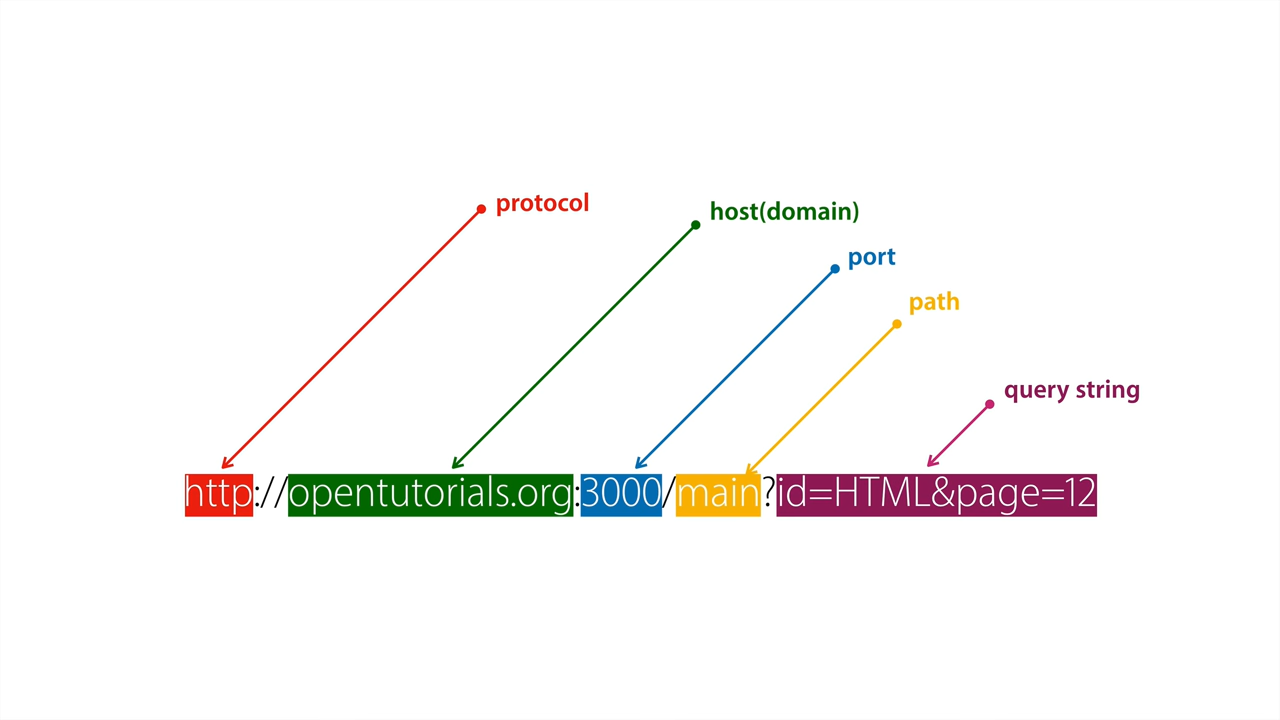 protocol
host(domain)
port
path
query string
http://opentutorials.org:3000/main?id=HTML&page=12